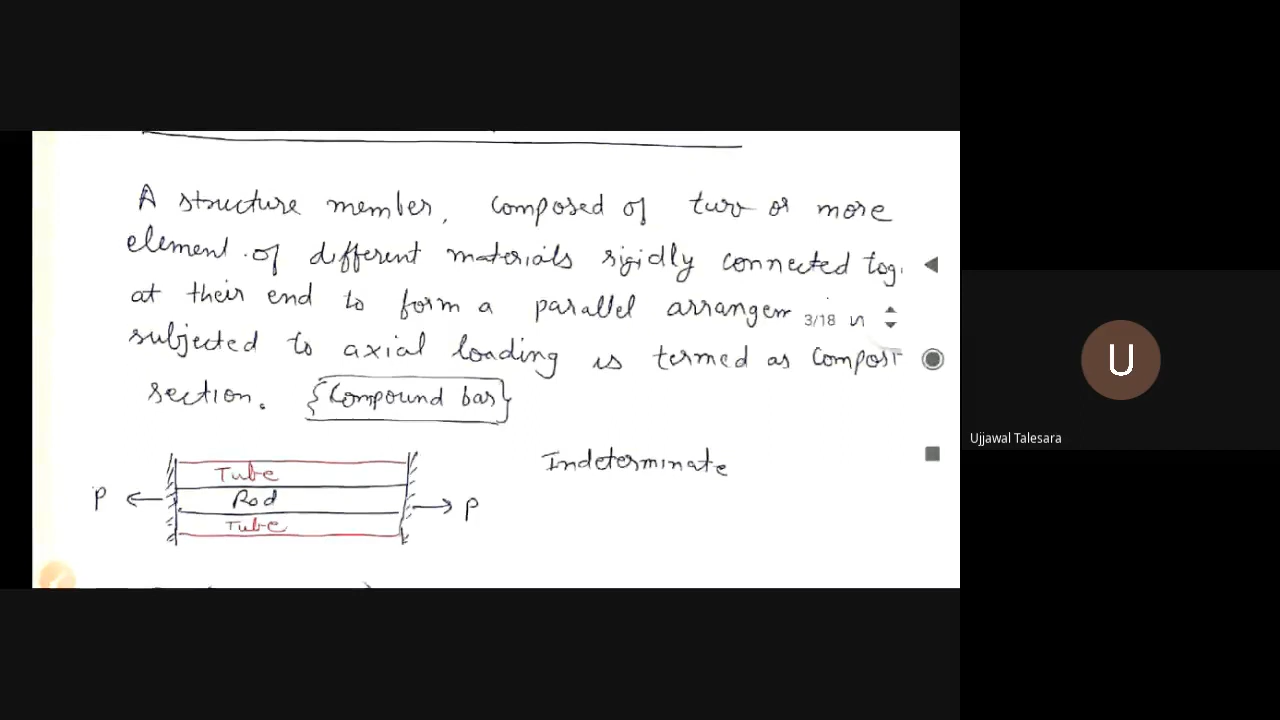 A structure member, composed of two or more
element of different materials rigidly connected tog.
at their end to form a parallel arrangem
3/18 n
subjected to axial loading is termed as composi
section. {Compound bar}
Tube
Indeterminate
P Rod P
Tube
U
Ujjawal Talesara